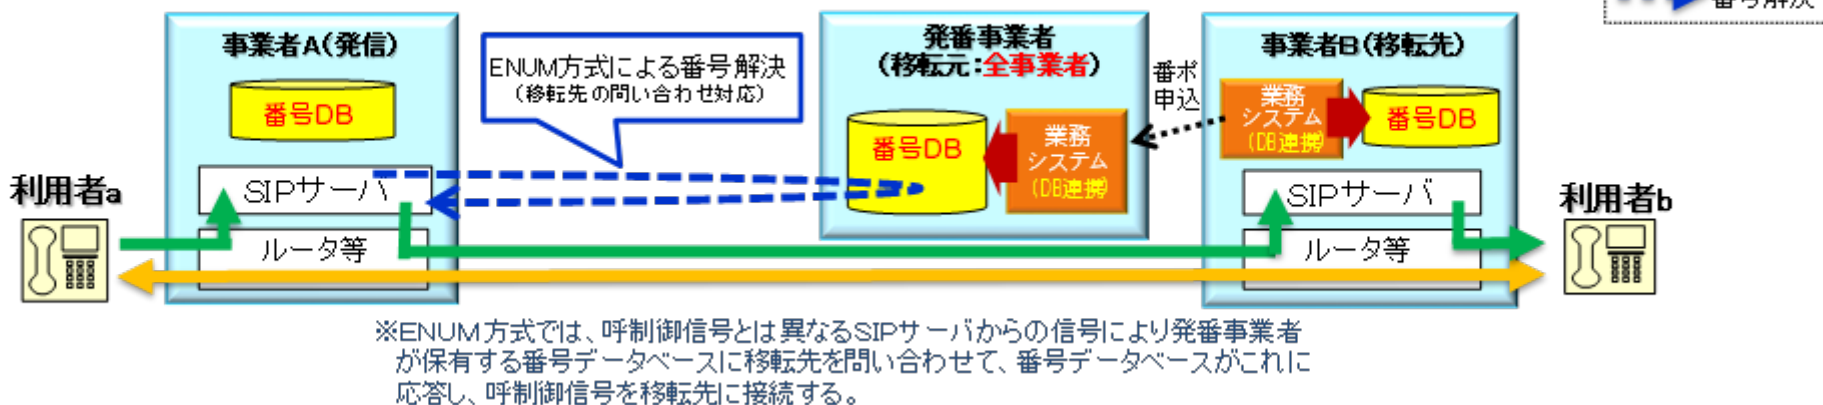 番号解決
事業者A(発信)
番号DB
SIPサーバ
ルータ等
利用者a
ENUM方式による番号解決
(移転先の問い合わせ対応)
発番事業者
(移転元:全事業者)
番号DB
業務
システム
(DB連携)
番ポ
申込
事業者B(移転先)
業務
システム
(DB連携)
番号DB
SIPサーバ
ルータ等
利用者b
※ENUM方式では、呼制御信号とは異なるSIPサーバからの信号により発番事業者
が保有する番号データベースに移転先を問い合わせて、番号データベースがこれに
応答し、呼制御信号を移転先に接続する。